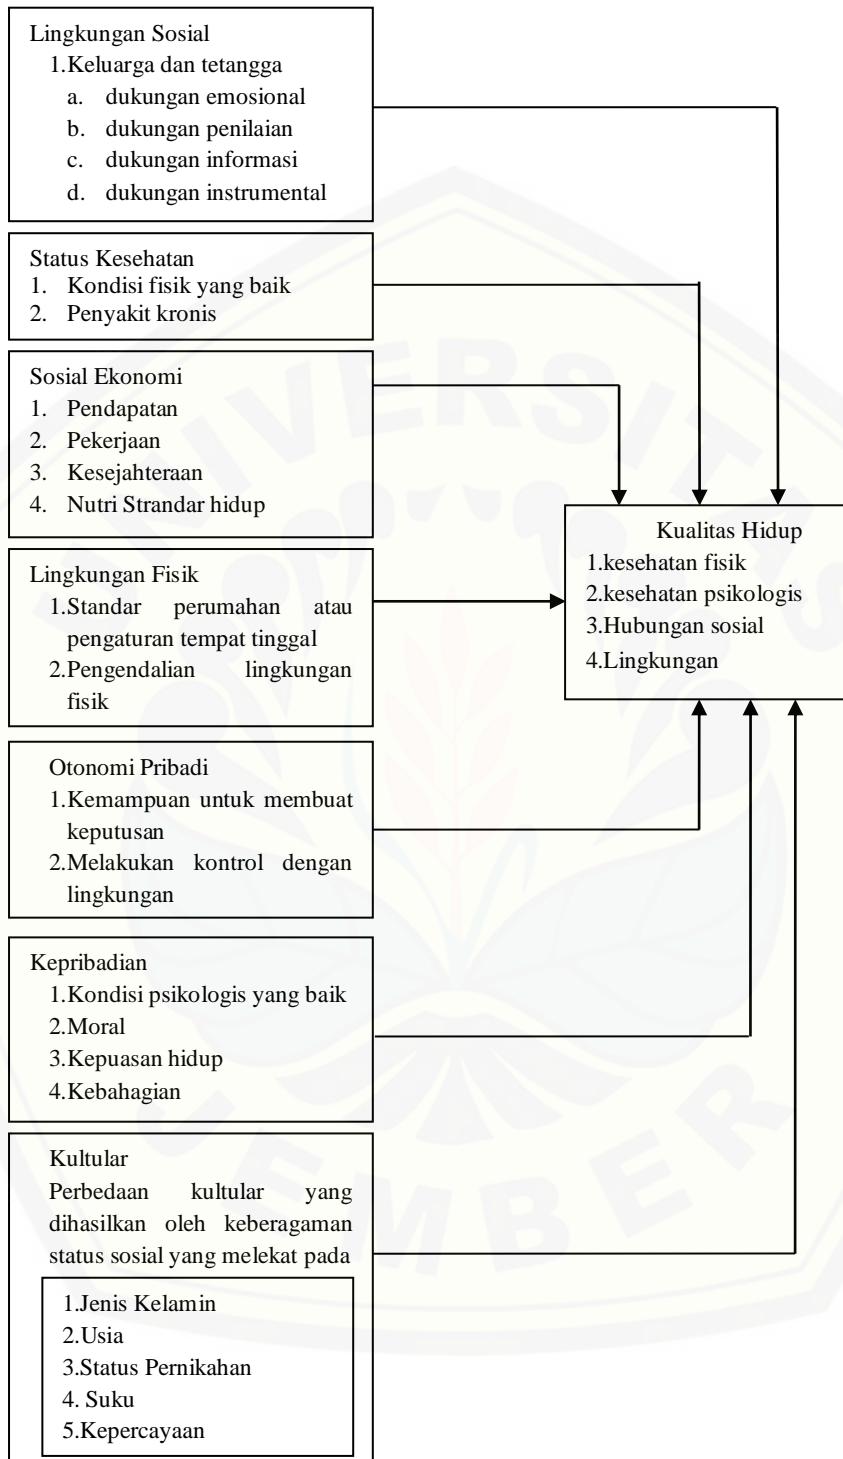 Lingkungan Sosial
1.Keluarga dan tetangga
a. dukungan emosional
b. dukungan penilaian
c. dukungan informasi
d. dukungan instrumental
Status Kesehatan
1. Kondisi fisik yang baik
2. Penyakit kronis
Sosial Ekonomi
1. Pendapatan
2. Pekerjaan
3. Kesejahteraan
4. Nutri Strandar hidup
Lingkungan Fisik
1.Standar perumahan atau
pengaturan tempat tinggal
2.Pengendalian lingkungan
fisik
Otonomi Pribadi
1.Kemampuan untuk membuat
keputusan
2.Melakukan kontrol dengan
lingkungan
Kepribadian
1.Kondisi psikologis yang baik
2.Moral
3.Kepuasan hidup
4.Kebahagian
Kultular
Perbedaan kultular yang
dihasilkan oleh keberagaman
status sosial yang melekat pada
1.Jenis Kelamin
2.Usia
3.Status Pernikahan
4. Suku
5.Kepercayaan
Kualitas Hidup
1.kesehatan fisik
2.kesehatan psikologis
3.Hubungan sosial
4.Lingkungan
UNIVERSITAS
JEMBER